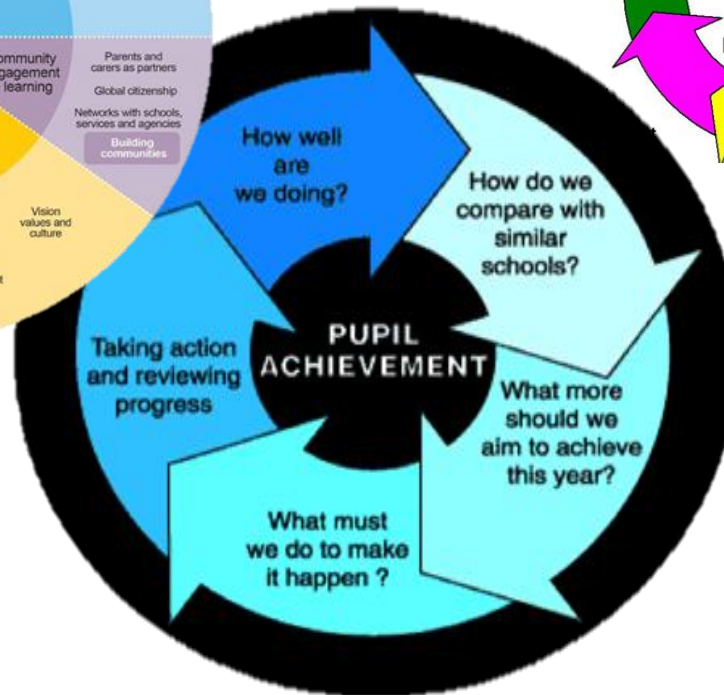 learning
Parents and
carers as partners
Global citizenship
Networks with schools,
services and agencies
Building
communities
Vision
values and
culture
How well
are
we doing?
How do we
compare with
similar
schools?
What more
should we
aim to achieve
this year?
What must
we do to make
it happen ?
Taking action
and reviewing
progress
PUPIL
ACHIEVEMENT